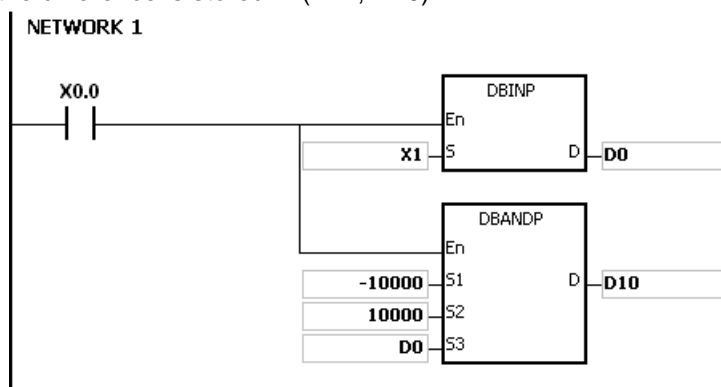 NETWORK 1
X0.0
DBINP
En
X1 S D D0
DBANDP
En
-10000 S1 D D10
10000 S2
D0 S3